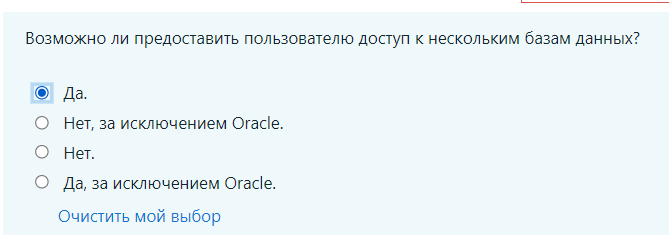 Возможно ли предоставить пользователю доступ к нескольким базам данных?
Да.
Нет, за исключением Oracle.
Нет.
Да, за исключением Oracle.
Очистить мой выбор